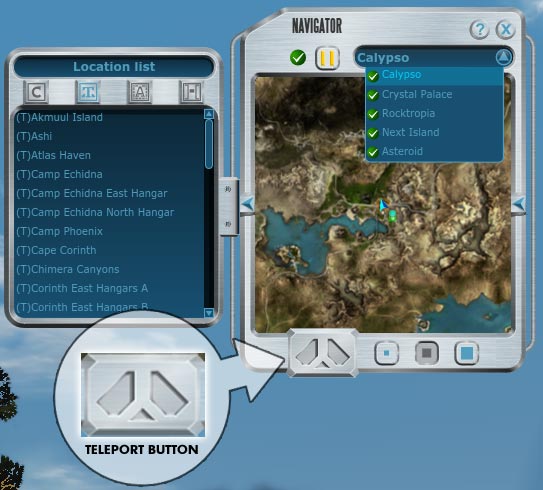 NAVIGATOR
?
X
Calypso
Calypso
Crystal Palace
Rocktropia
Next Island
Asteroid
Location list
C
T
A
H
(T)Akmuul Island
(T)Ashi
(T)Atlas Haven
(T)Camp Echidna
(T)Camp Echidna East Hangar
(T)Camp Echidna North Hangar
(T)Camp Phoenix
(T)Cape Corinth
(T)Chimera Canyons
(T)Corinth East Hangars A
(T)Corinth East Hangars B
TELEPORT BUTTON